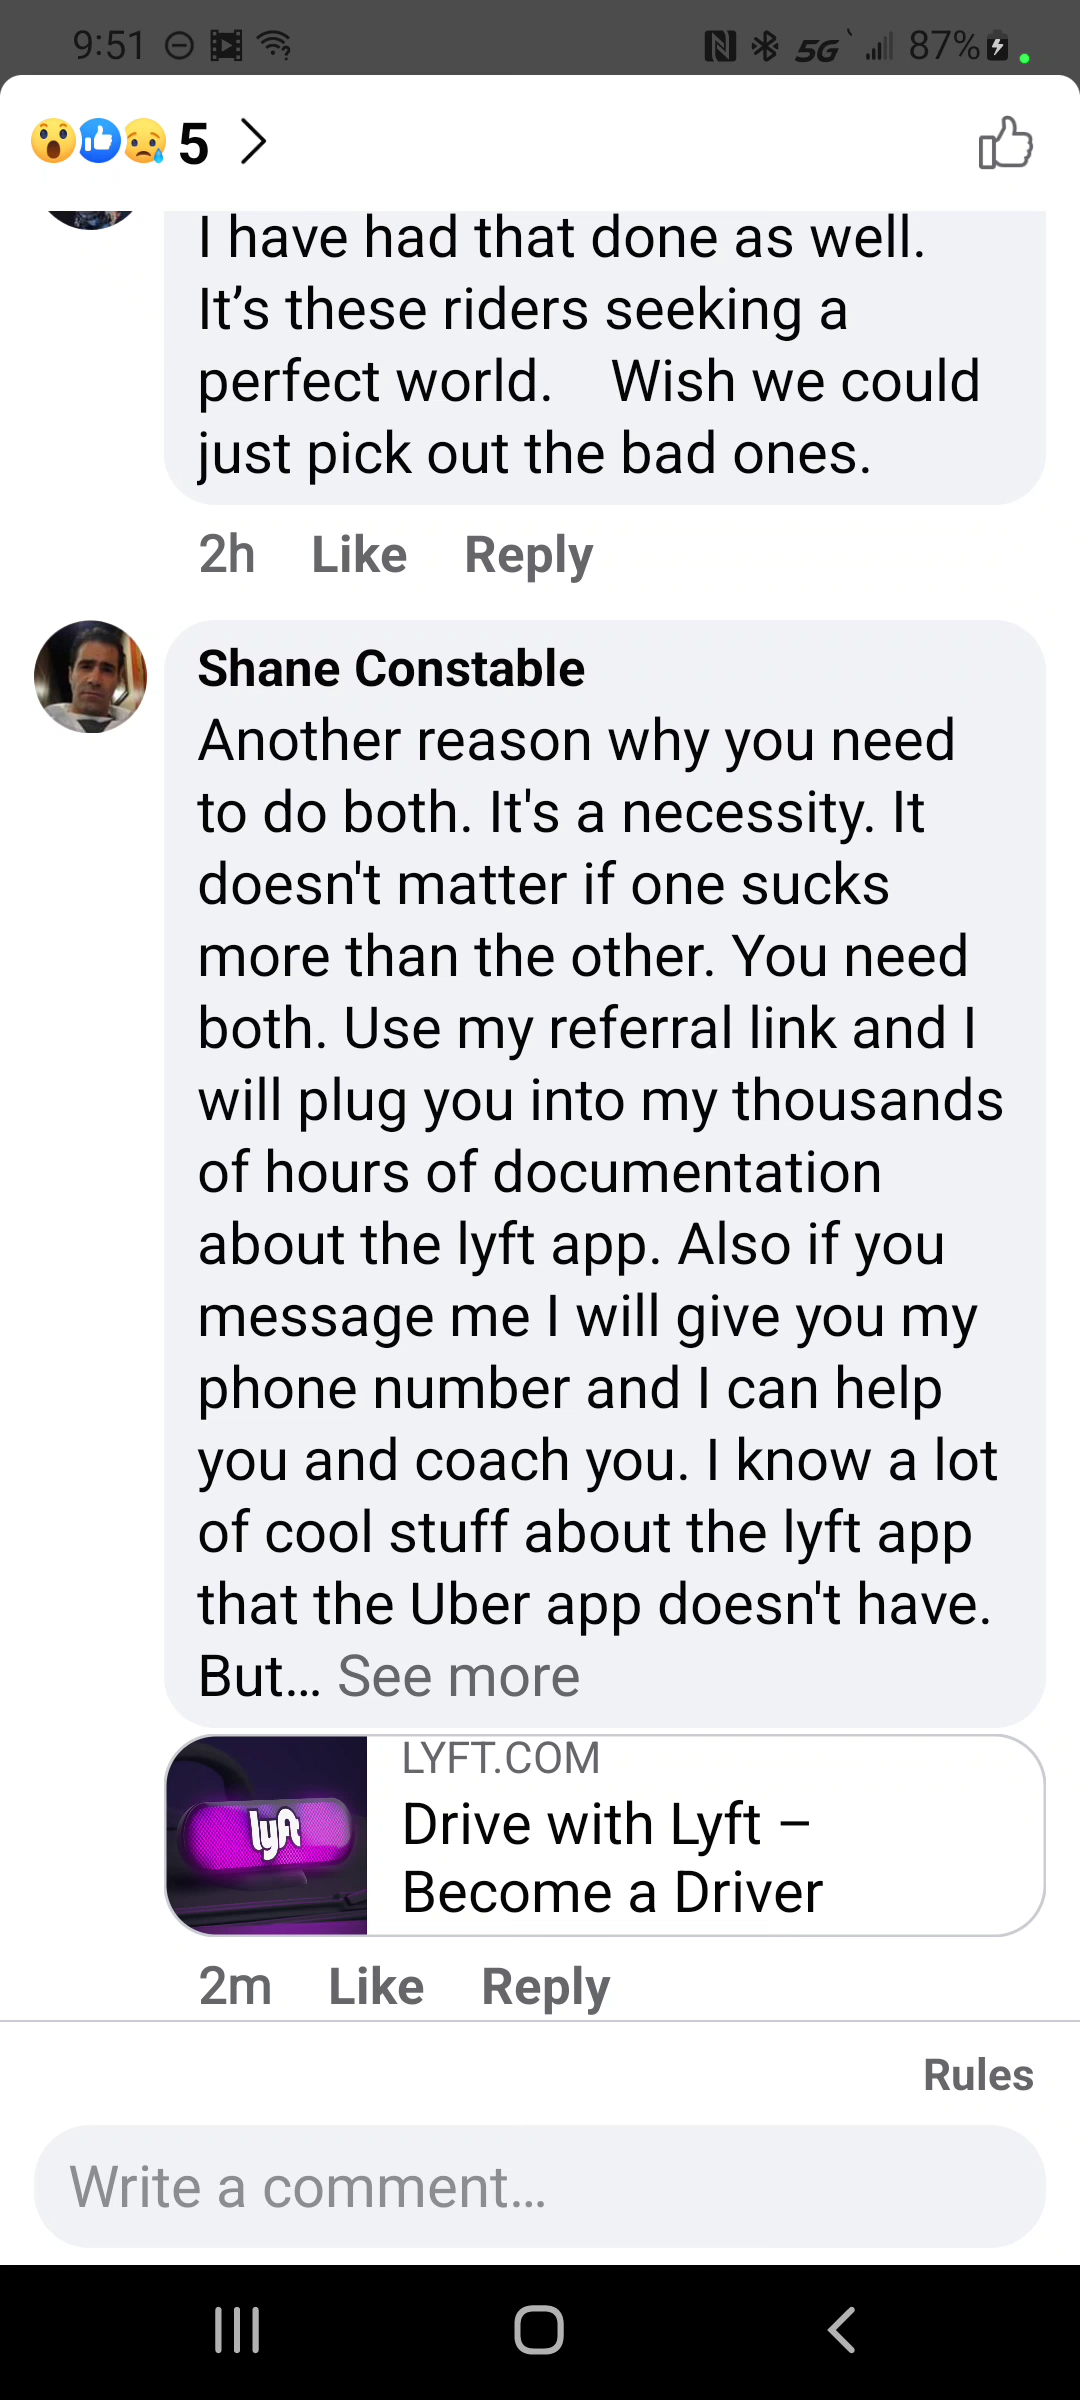 9:51
5G 87%
5
I have had that done as well.
It’s these riders seeking a
perfect world.    Wish we could
just pick out the bad ones.
2h Like Reply
Shane Constable
Another reason why you need
to do both. It's a necessity. It
doesn't matter if one sucks
more than the other. You need
both. Use my referral link and I
will plug you into my thousands
of hours of documentation
about the lyft app. Also if you
message me I will give you my
phone number and I can help
you and coach you. I know a lot
of cool stuff about the lyft app
that the Uber app doesn't have.
But... See more
lyft
LYFT.COM
Drive with Lyft –
Become a Driver
2m Like Reply
Rules
Write a comment...